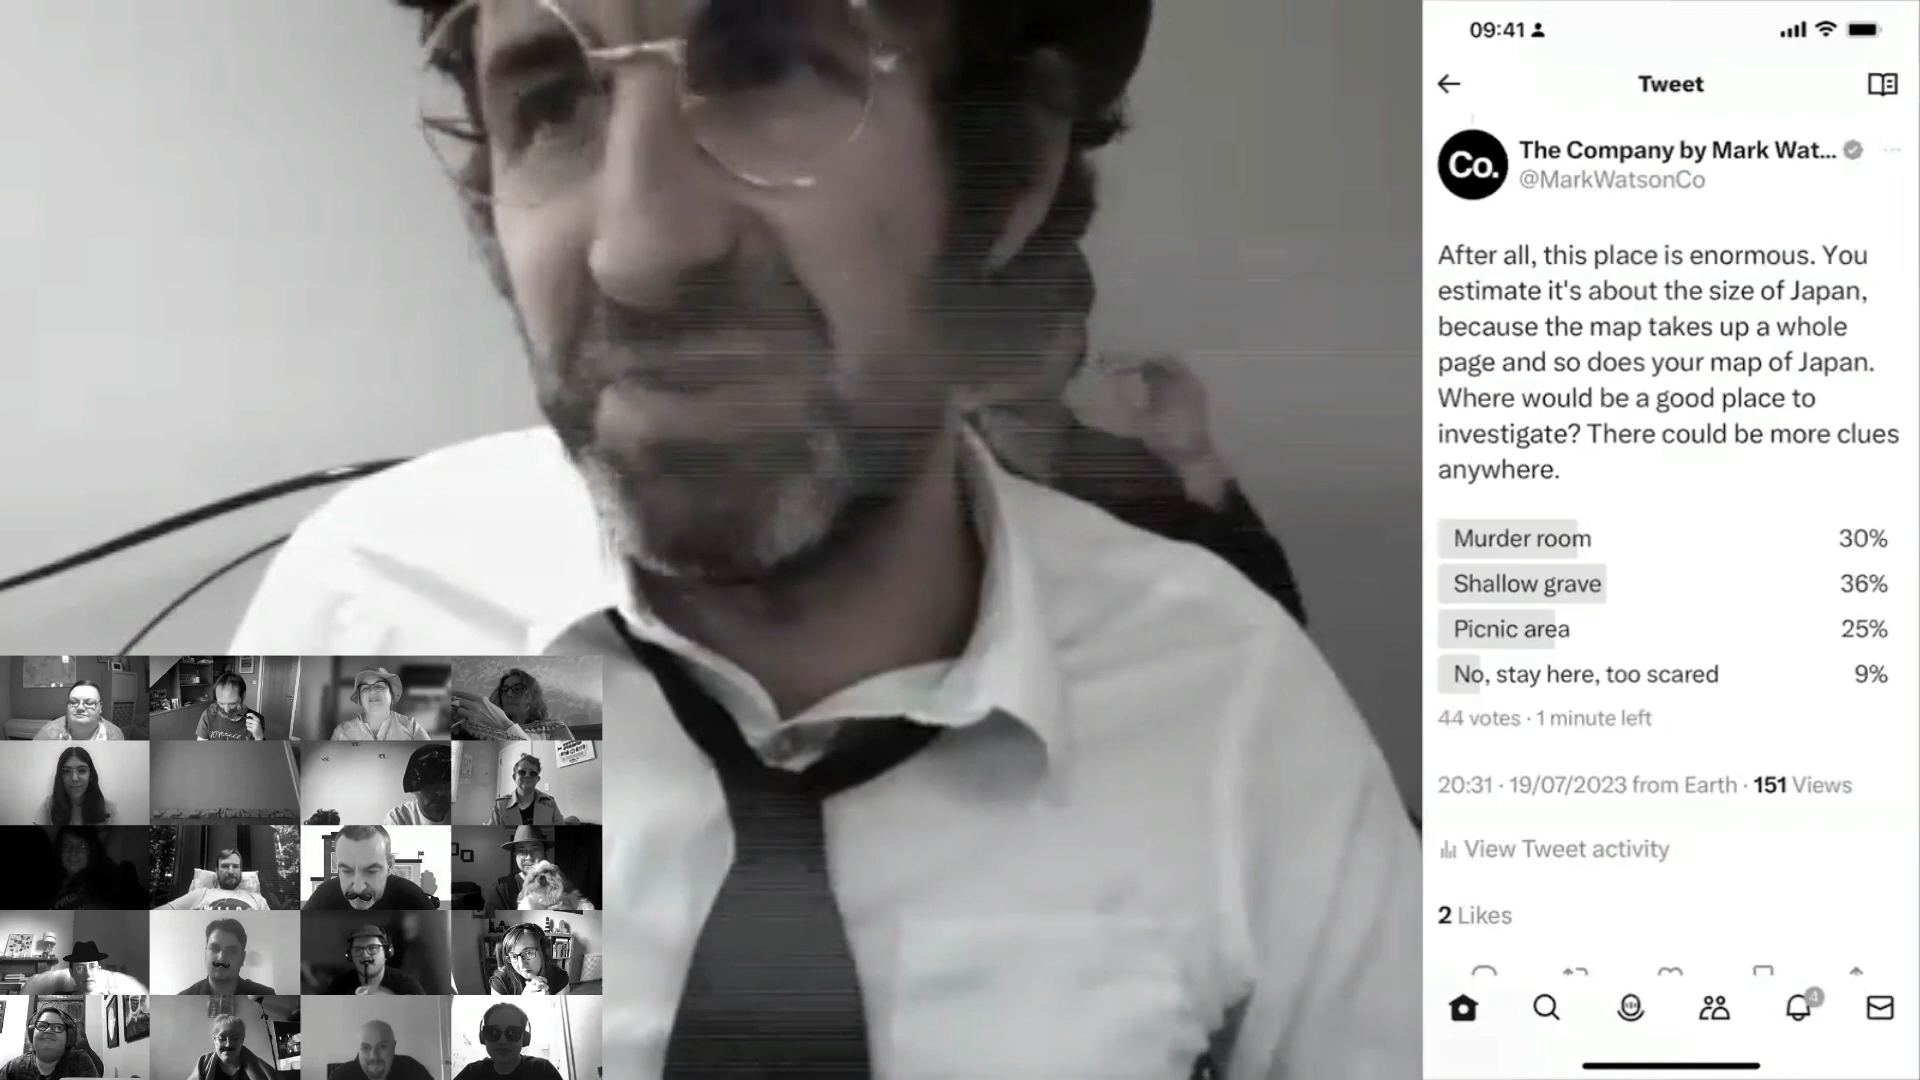 09:41
Tweet
Co.
The Company by Mark Wat...
@MarkWatsonCo
After all, this place is enormous. You
estimate it's about the size of Japan,
because the map takes up a whole
page and so does your map of Japan.
Where would be a good place to
investigate? There could be more clues
anywhere.
Murder room 30%
Shallow grave 36%
Picnic area 25%
No, stay here, too scared 9%
44 votes · 1 minute left
20:31 · 19/07/2023 from Earth · 151 Views
View Tweet activity
2 Likes
4